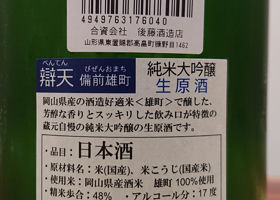 4949763176040
合資会社 後藤酒造店
山形県東置賜郡高畠町糠野目1462
べんてん
辯天
びぜんおまち
備前雄町
純米大吟醸
生原酒
岡山県産の酒造好適米<雄町>で醸した、
芳醇な香りとスッキリした飲み口が特徴の
蔵元自慢の純米大吟醸の生原酒です。
・品目:日本酒
・原材料:米(国産)、米こうじ(国産米)
・使用米:岡山県産酒米 雄町 100%使用
・精米歩合:48% ・アルコール分:17度